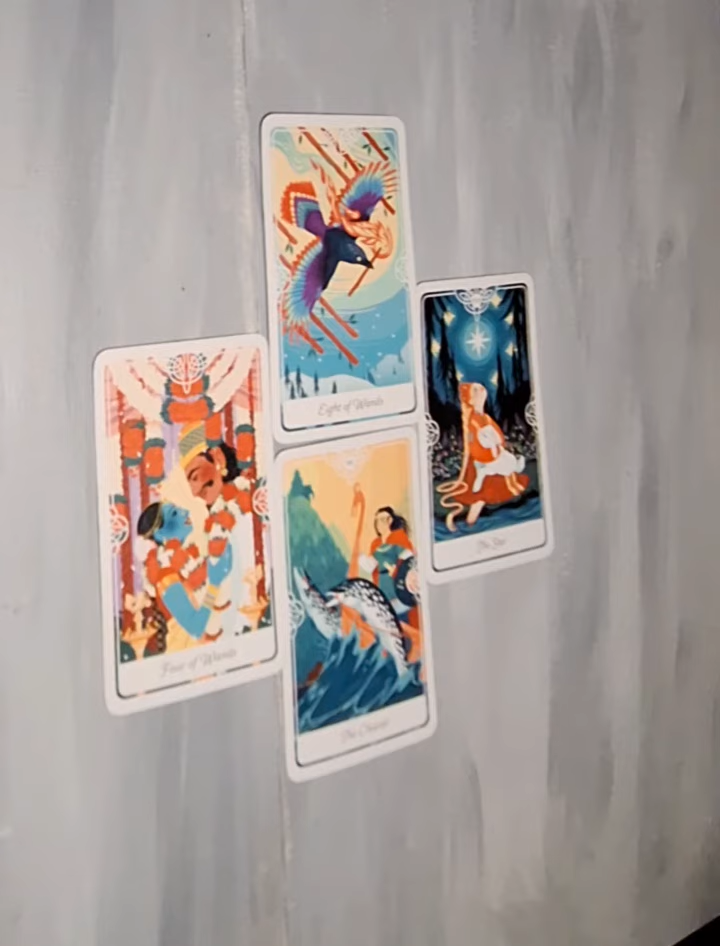 Eight of Wands
The Star
Four of Wands
The Chariot